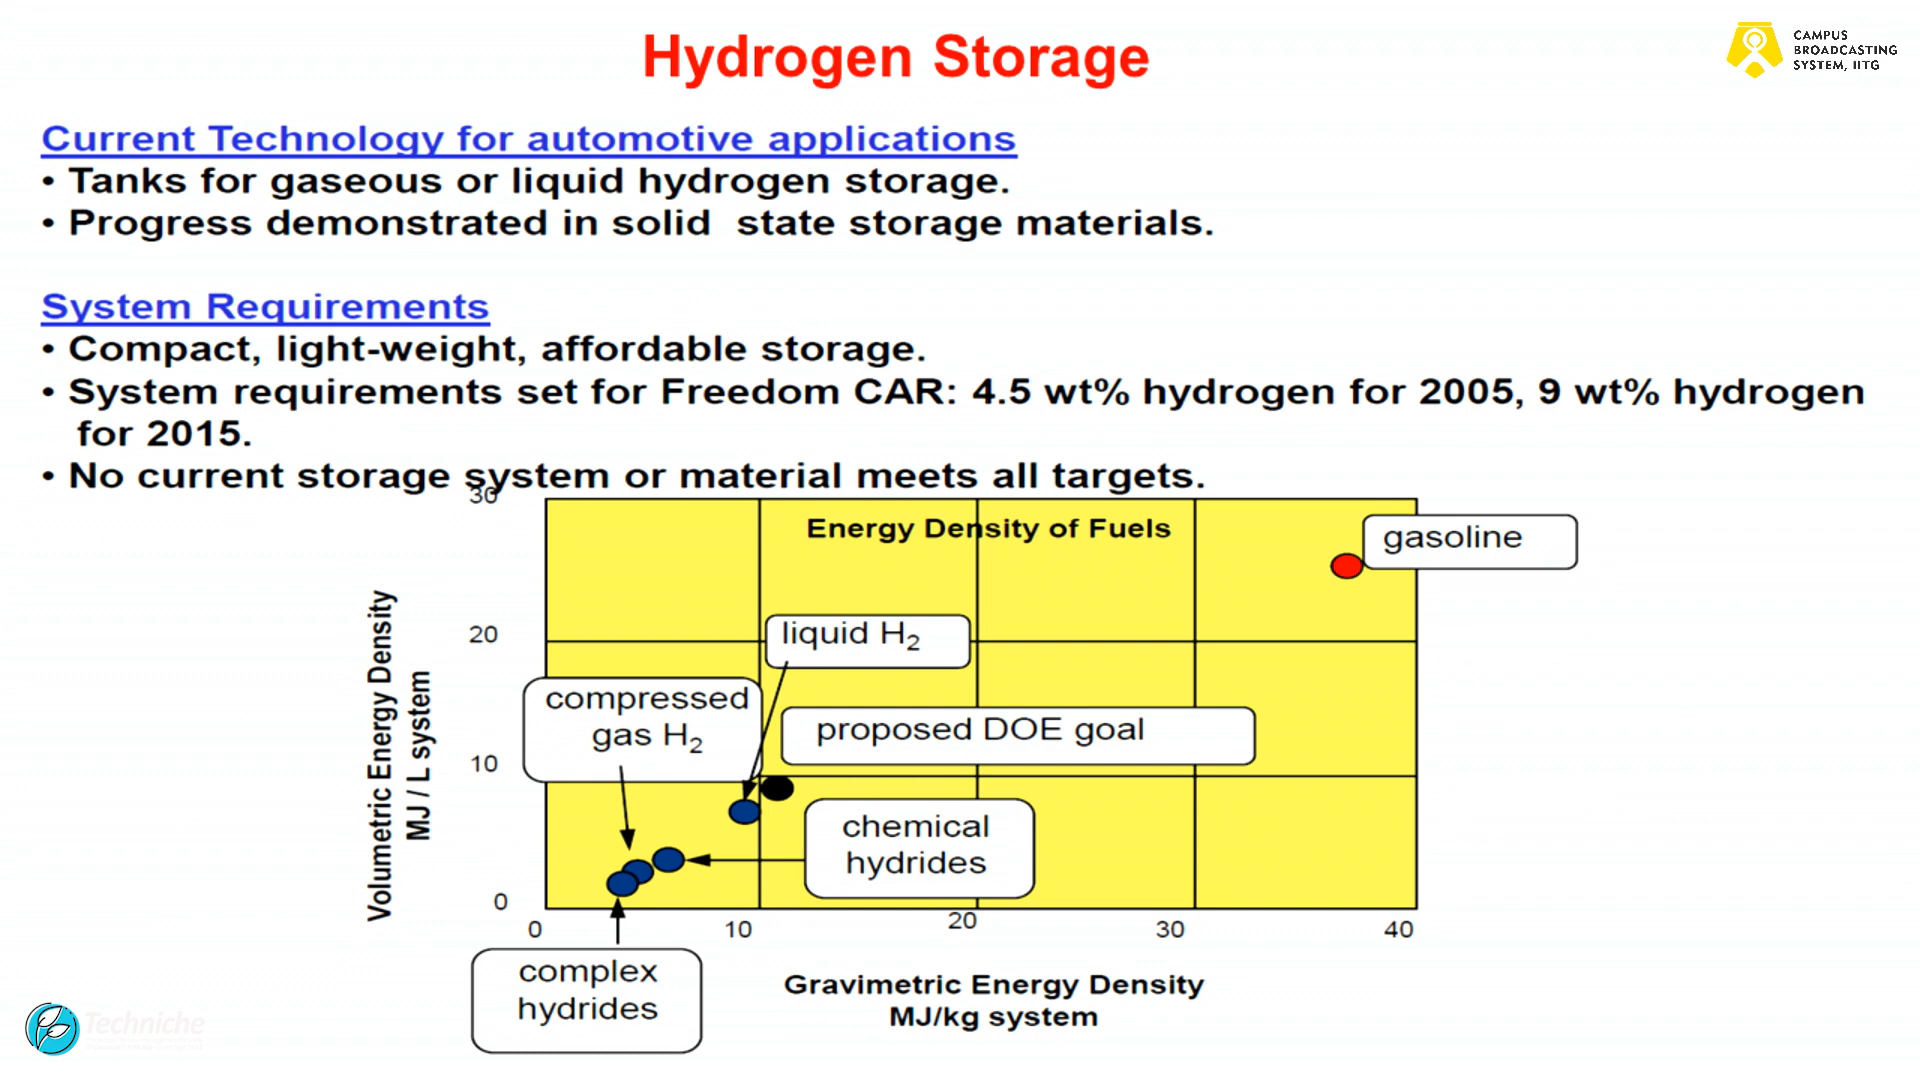 Hydrogen Storage
CAMPUS
BROADCASTING
SYSTEM, IITG
Current Technology for automotive applications
• Tanks for gaseous or liquid hydrogen storage.
• Progress demonstrated in solid state storage materials.
System Requirements
• Compact, light-weight, affordable storage.
• System requirements set for Freedom CAR: 4.5 wt% hydrogen for 2005, 9 wt% hydrogen
for 2015.
• No current storage system or material meets all targets.
30
Energy Density of Fuels
gasoline
20
liquid H₂
compressed
gas H₂
proposed DOE goal
10
chemical
hydrides
0
0
10
20
30
40
Volumetric Energy Density
MJ / L system
complex
hydrides
Gravimetric Energy Density
MJ/kg system
Techniche